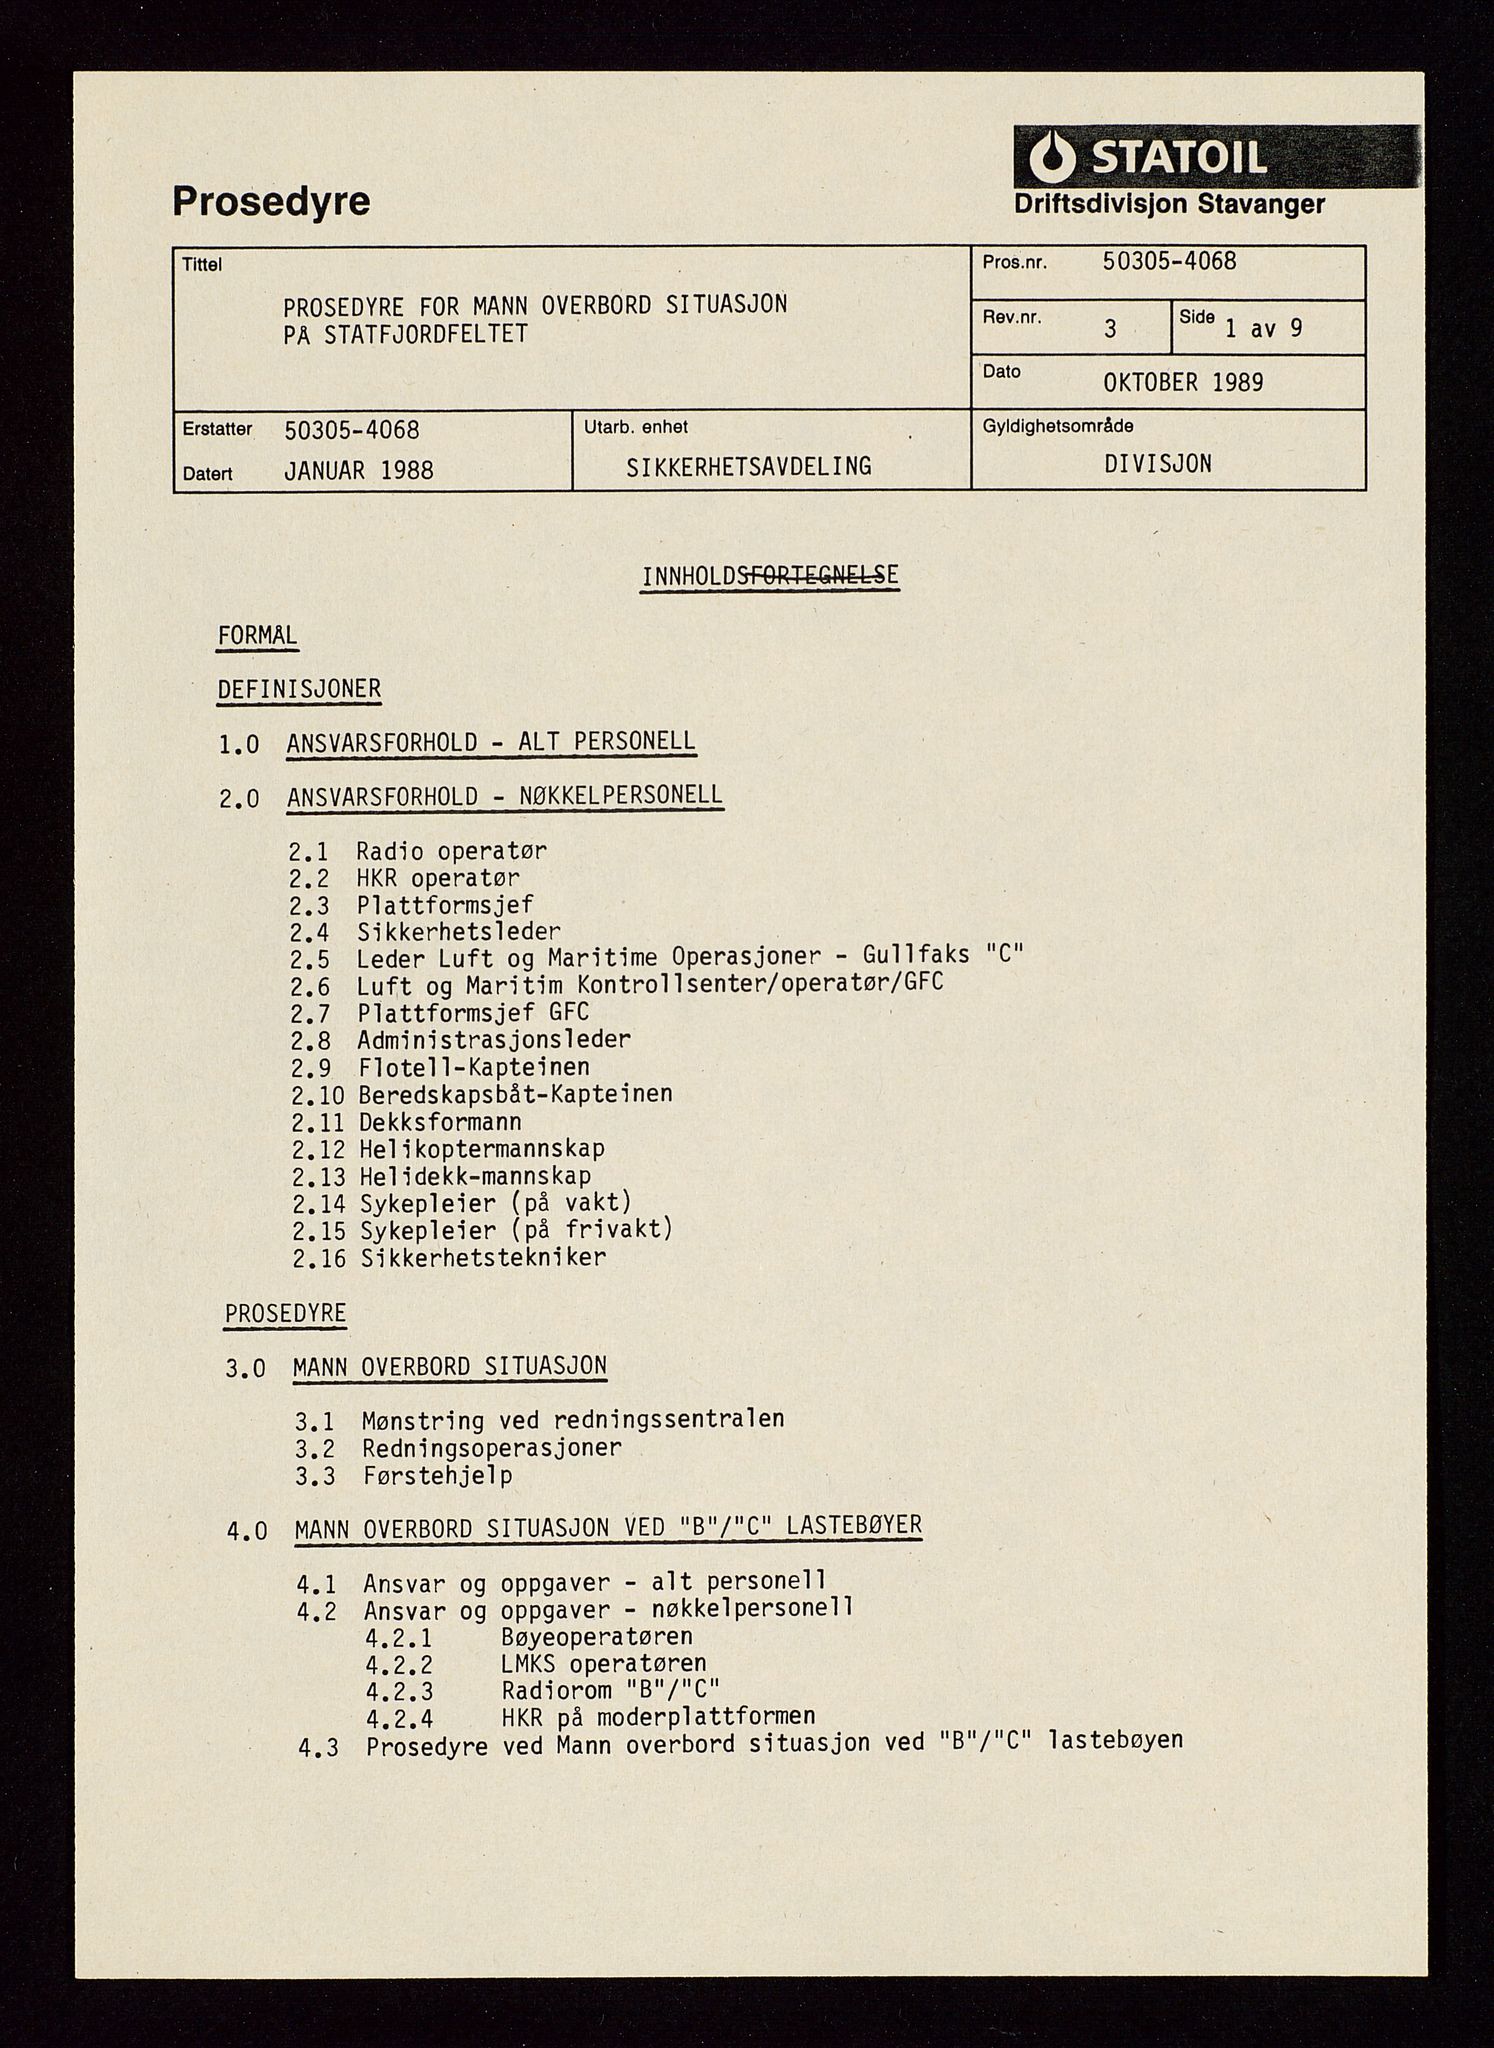 STATOIL
Prosedyre
Driftsdivisjon Stavanger
Tittel
PROSEDYRE FOR MANN OVERBORD SITUASJON
PÅ STATFJORDFELTET
Pros.nr. 50305-4068
Rev.nr. 3
Side 1 av 9
Dato OKTOBER 1989
Erstatter 50305-4068
Datert JANUAR 1988
Utarb. enhet
SIKKERHETSAVDELING
Gyldighetsområde
DIVISJON
INNHOLDSFORTEGNELSE
FORMÅL
DEFINISJONER
1.0 ANSVARSFORHOLD - ALT PERSONELL
2.0 ANSVARSFORHOLD - NØKKELPERSONELL
2.1 Radio operatør
2.2 HKR operatør
2.3 Plattformsjef
2.4 Sikkerhetsleder
2.5 Leder Luft og Maritime Operasjoner - Gullfaks "C"
2.6 Luft og Maritim Kontrollsenter/operatør/GFC
2.7 Plattformsjef GFC
2.8 Administrasjonsleder
2.9 Flotell-Kapteinen
2.10 Beredskapsbåt-Kapteinen
2.11 Dekksformann
2.12 Helikoptermannskap
2.13 Helidekk-mannskap
2.14 Sykepleier (på vakt)
2.15 Sykepleier (på frivakt)
2.16 Sikkerhetstekniker
PROSEDYRE
3.0 MANN OVERBORD SITUASJON
3.1 Mønstring ved redningssentralen
3.2 Redningsoperasjoner
3.3 Førstehjelp
4.0 MANN OVERBORD SITUASJON VED "B"/"C" LASTEBØYER
4.1 Ansvar og oppgaver - alt personell
4.2 Ansvar og oppgaver - nøkkelpersonell
4.2.1 Bøyeoperatøren
4.2.2 LMKS operatøren
4.2.3 Radiorom "B"/"C"
4.2.4 HKR på moderplattformen
4.3 Prosedyre ved Mann overbord situasjon ved "B"/"C" lastebøyen